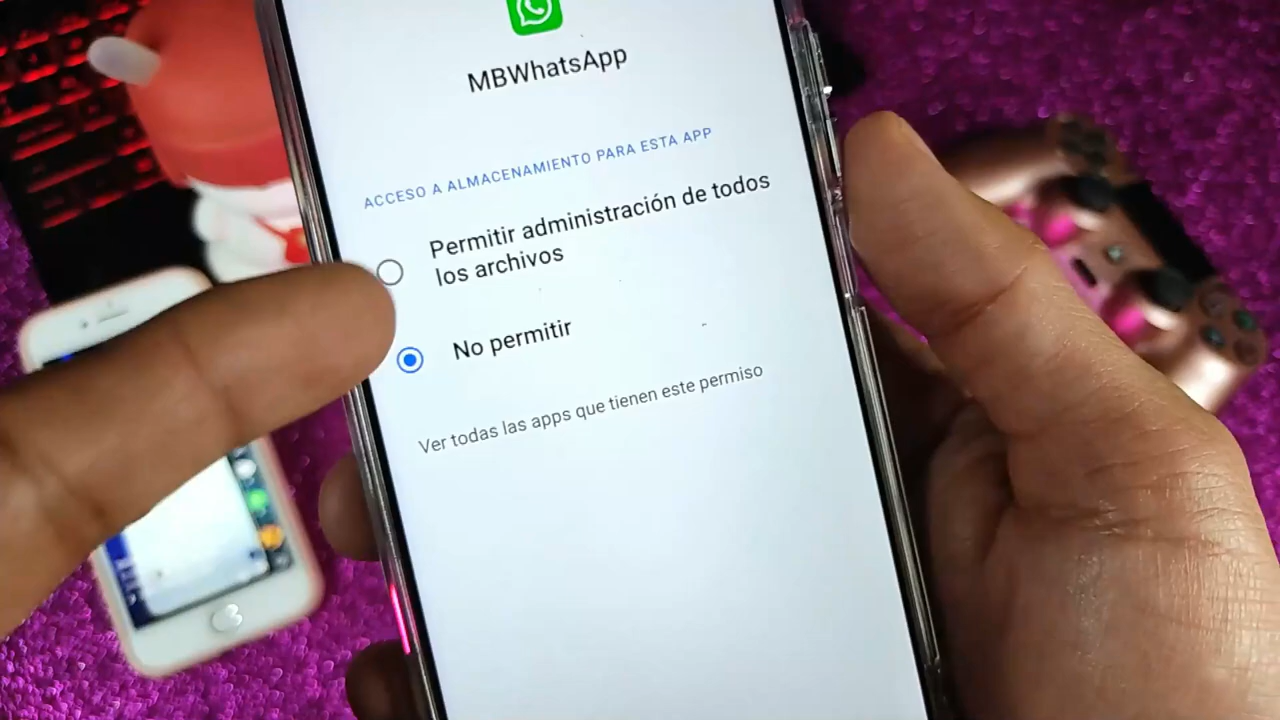 MBWhatsApp
ACCESO A ALMACENAMIENTO PARA ESTA APP
Permitir administración de todos
los archivos
No permitir
Ver todas las apps que tienen este permiso